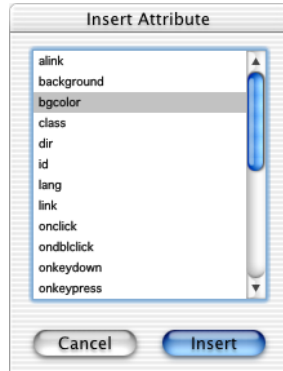 Insert Attribute
alink
background
bgcolor
class
dir
id
lang
link
onclick
ondblclick
onkeydown
onkeypress
Cancel Insert